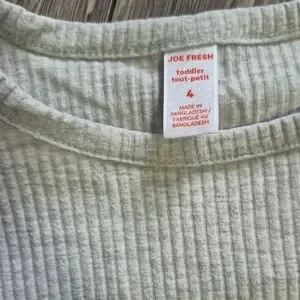 JOE FRESH
toddler
tout-petit
4
MADE IN
BANGLADESH /
FABRIQUÉ AU
BANGLADESH